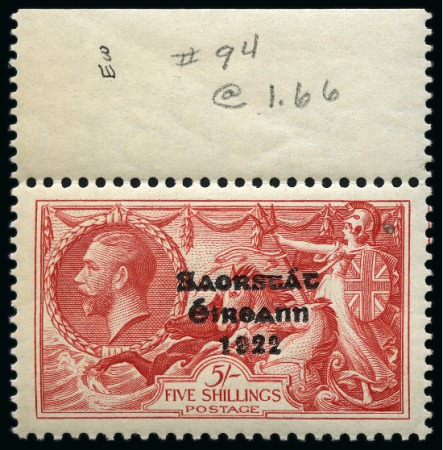 # 94
@ 1.66
Saorstát
Éireann
1922
5/-
FIVE SHILLINGS
POSTAGE